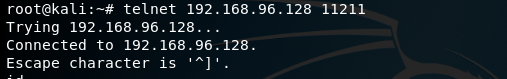 root@kali:~# telnet 192.168.96.128 11211
Trying 192.168.96.128...
Connected to 192.168.96.128.
Escape character is '^]'.
id